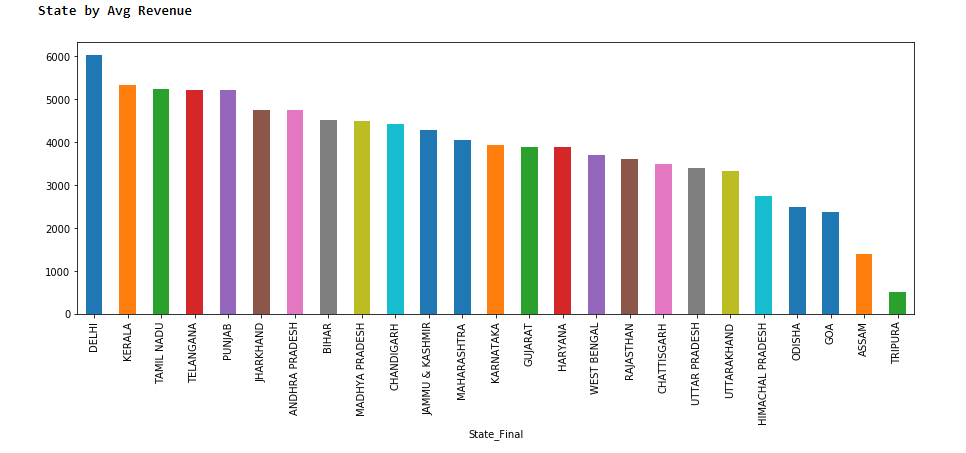 State by Avg Revenue
6000
5000
4000
3000
2000
1000
0
DELHI
KERALA
TAMIL NADU
TELANGANA
PUNJAB
JHARKHAND
ANDHRA PRADESH
BIHAR
MADHYA PRADESH
CHANDIGARH
JAMMU & KASHMIR
MAHARASHTRA
KARNATAKA
GUJARAT
HARYANA
WEST BENGAL
RAJASTHAN
CHATTISGARH
UTTAR PRADESH
UTTARAKHAND
HIMACHAL PRADESH
ODISHA
GOA
ASSAM
TRIPURA
State_Final